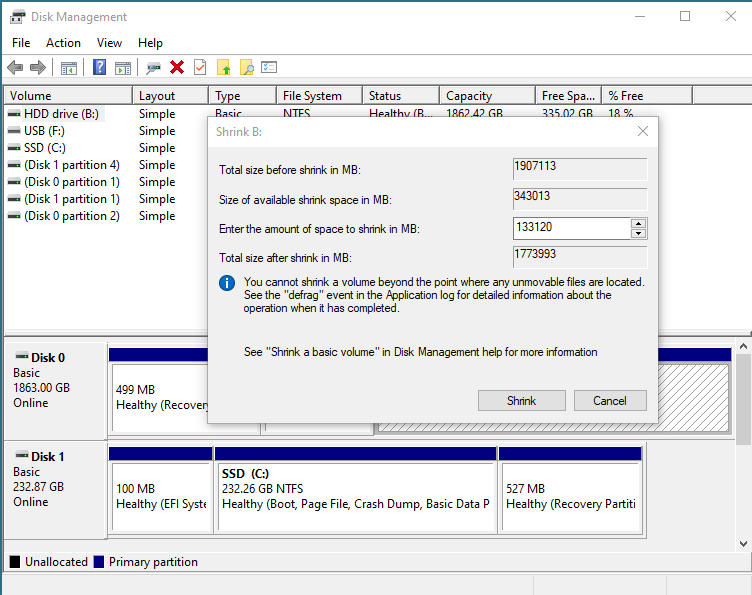 Disk Management
File Action View Help
Volume Layout Type File System Status Capacity Free Spa... % Free
HDD drive (B:) Simple Basic NTFS Healthy (B... 1862.42 GB 335.02 GB 18 %
USB (F:) Simple
SSD (C:) Simple
(Disk 1 partition 4) Simple
(Disk 0 partition 1) Simple
(Disk 1 partition 1) Simple
(Disk 0 partition 2) Simple
Shrink B:
Total size before shrink in MB: 1907113
Size of available shrink space in MB: 343013
Enter the amount of space to shrink in MB: 133120
Total size after shrink in MB: 1773993
You cannot shrink a volume beyond the point where any unmovable files are located.
See the "defrag" event in the Application log for detailed information about the
operation when it has completed.
See "Shrink a basic volume" in Disk Management help for more information
Shrink Cancel
Disk 0
Basic
1863.00 GB
Online
499 MB
Healthy (Recovery
Disk 1
Basic
232.87 GB
Online
100 MB
Healthy (EFI Syste
SSD (C:)
232.26 GB NTFS
Healthy (Boot, Page File, Crash Dump, Basic Data P
527 MB
Healthy (Recovery Partiti
Unallocated Primary partition